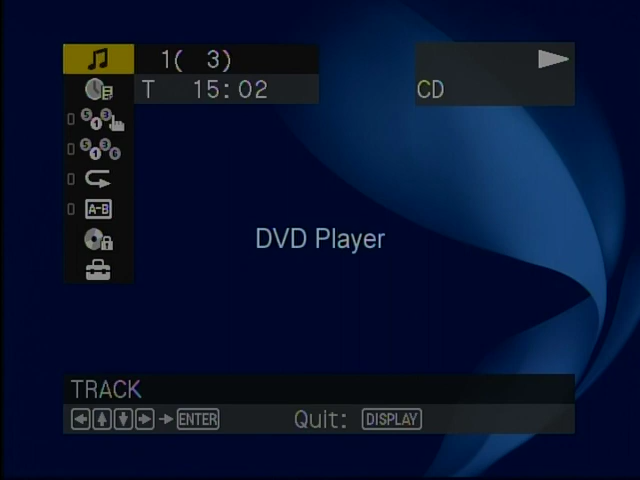 1( 3)
T 15:02
CD
A-B
DVD Player
TRACK
ENTER Quit: DISPLAY